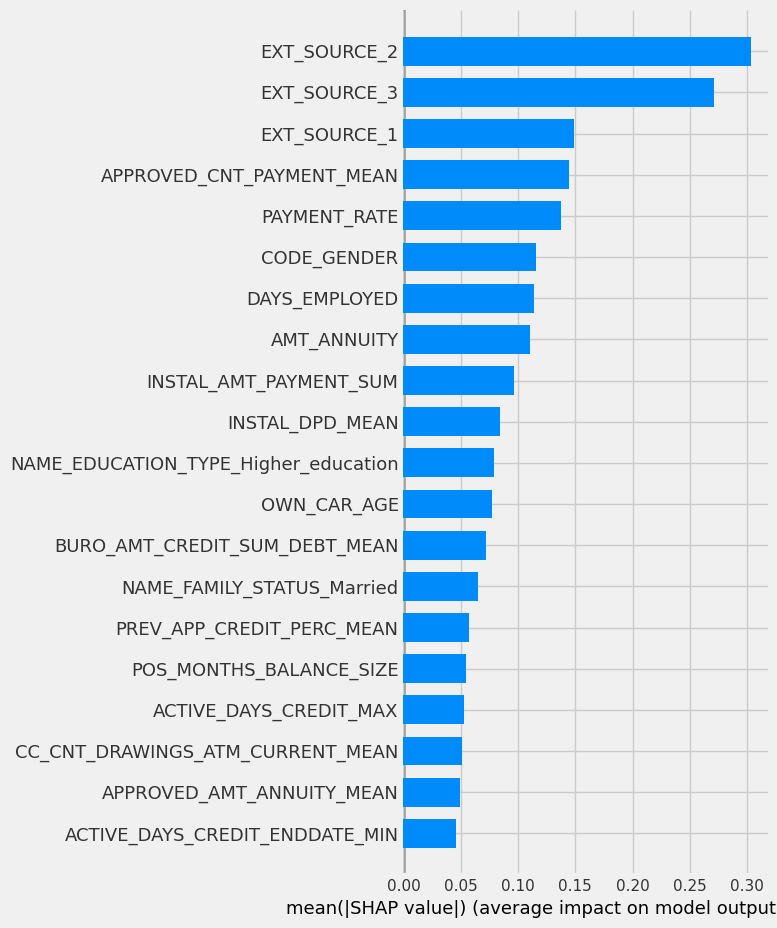 EXT_SOURCE_2
EXT_SOURCE_3
EXT_SOURCE_1
APPROVED_CNT_PAYMENT_MEAN
PAYMENT_RATE
CODE_GENDER
DAYS_EMPLOYED
AMT_ANNUITY
INSTAL_AMT_PAYMENT_SUM
INSTAL_DPD_MEAN
NAME_EDUCATION_TYPE_Higher_education
OWN_CAR_AGE
BURO_AMT_CREDIT_SUM_DEBT_MEAN
NAME_FAMILY_STATUS_Married
PREV_APP_CREDIT_PERC_MEAN
POS_MONTHS_BALANCE_SIZE
ACTIVE_DAYS_CREDIT_MAX
CC_CNT_DRAWINGS_ATM_CURRENT_MEAN
APPROVED_AMT_ANNUITY_MEAN
ACTIVE_DAYS_CREDIT_ENDDATE_MIN
0.00 0.05 0.10 0.15 0.20 0.25 0.30
mean(|SHAP value|) (average impact on model output